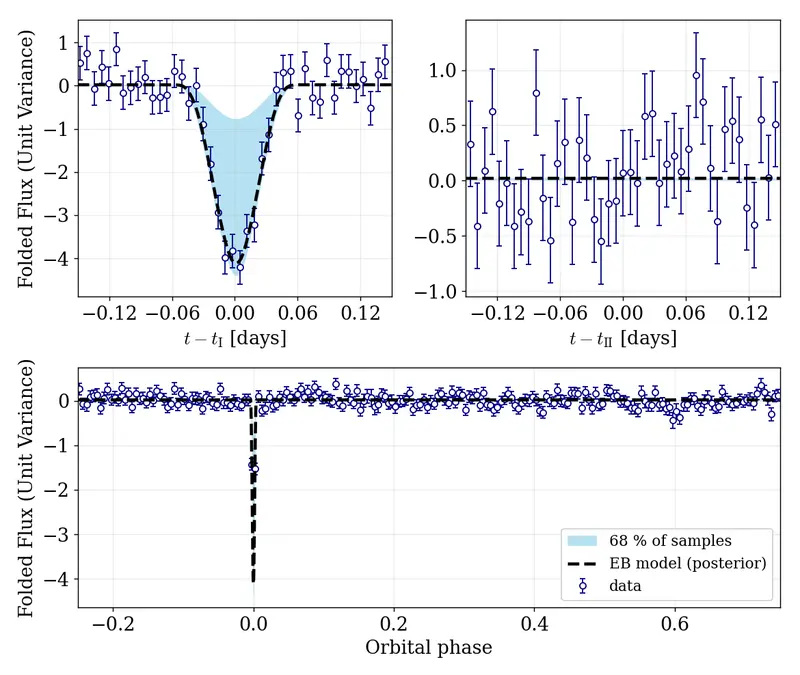 Folded Flux (Unit Variance)
1
0
−1
−2
−3
−4
−0.12 −0.06 0.00 0.06 0.12
t − tI [days]
1.0
0.5
0.0
−0.5
−1.0
−0.12 −0.06 0.00 0.06 0.12
t − tII [days]
Folded Flux (Unit Variance)
0
−1
−2
−3
−4
68 % of samples
EB model (posterior)
data
−0.2 0.0 0.2 0.4 0.6
Orbital phase